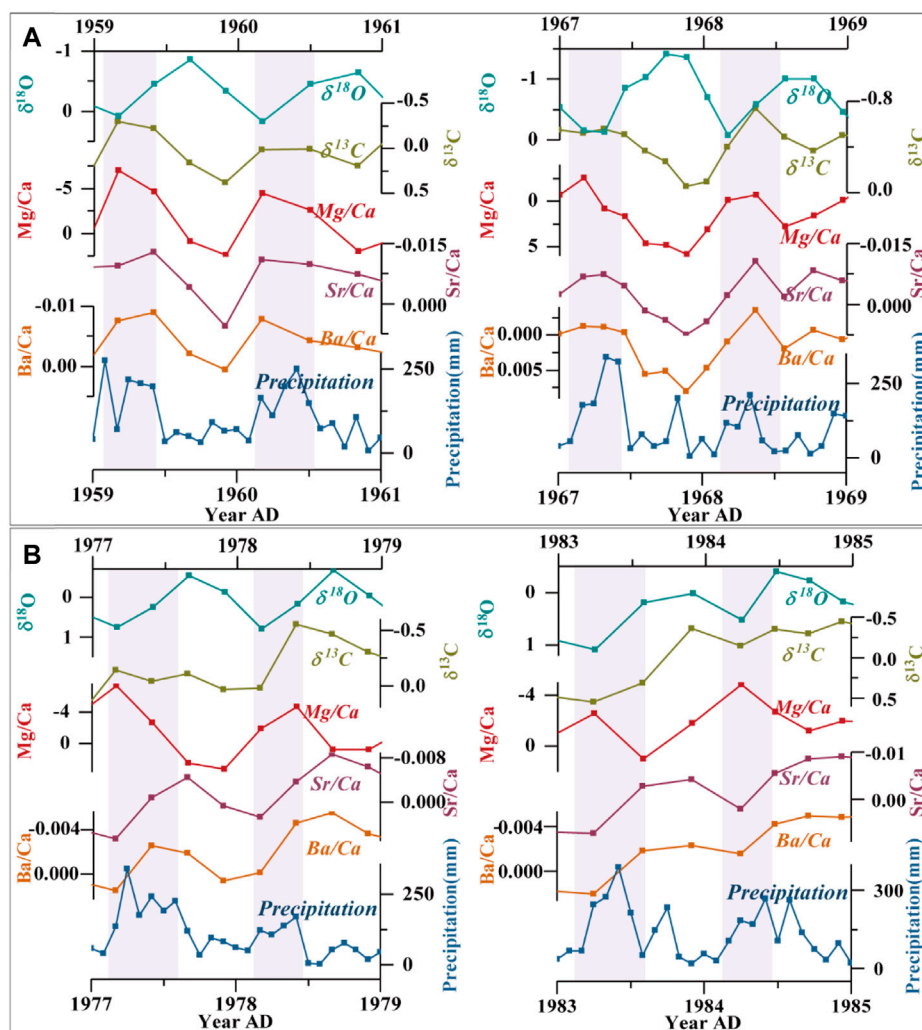 A
1959 1960 1961
-1
0
δ18O
δ18O
-0.5
0.0
0.5
δ13C
δ13C
-5
0
Mg/Ca
Mg/Ca
-0.015
0.000
Sr/Ca
Sr/Ca
-0.01
0.00
Ba/Ca
Ba/Ca
250
0
Precipitation(mm)
Precipitation
1959 1960 1961
Year AD
1967 1968 1969
-1
0
δ18O
δ18O
-0.8
0.0
δ13C
δ13C
0
5
Mg/Ca
Mg/Ca
-0.015
0.000
Sr/Ca
Sr/Ca
0.000
0.005
Ba/Ca
Ba/Ca
250
0
Precipitation(mm)
Precipitation
1967 1968 1969
Year AD
B
1977 1978 1979
0
1
δ18O
δ18O
-0.5
0.0
δ13C
δ13C
-4
0
Mg/Ca
Mg/Ca
-0.008
0.000
Sr/Ca
Sr/Ca
-0.004
0.000
Ba/Ca
Ba/Ca
250
0
Precipitation(mm)
Precipitation
1977 1978 1979
Year AD
1983 1984 1985
0
1
δ18O
δ18O
-0.5
0.0
0.5
δ13C
δ13C
-4
0
Mg/Ca
Mg/Ca
-0.01
0.00
Sr/Ca
Sr/Ca
-0.004
0.000
Ba/Ca
Ba/Ca
300
0
Precipitation(mm)
Precipitation
1983 1984 1985
Year AD